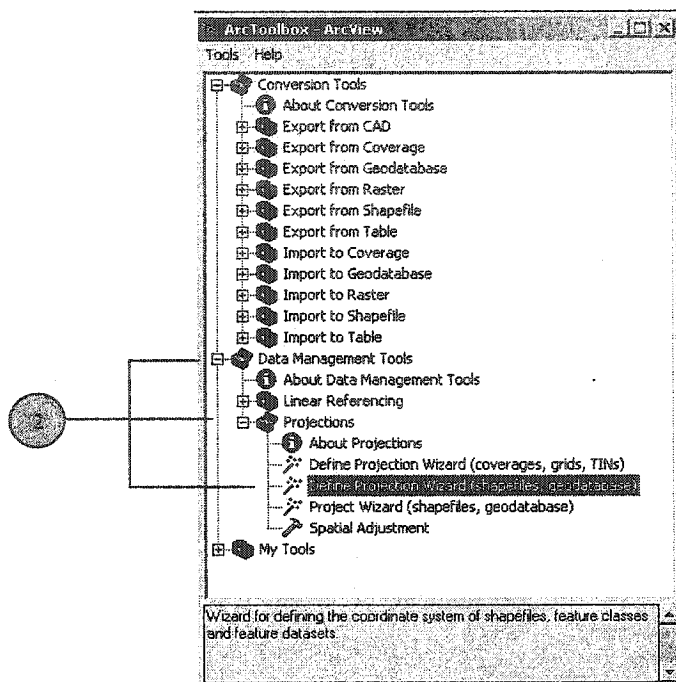 ArcToolbox - ArcView
Tools Help
Conversion Tools
About Conversion Tools
Export from CAD
Export from Coverage
Export from Geodatabase
Export from Raster
Export from Shapefile
Export from Table
Import to Coverage
Import to Geodatabase
Import to Raster
Import to Shapefile
Import to Table
Data Management Tools
About Data Management Tools
Linear Referencing
2
Projections
About Projections
Define Projection Wizard (coverages, grids, TINs)
Define Projection Wizard (shapefiles, geodatabase)
Project Wizard (shapefiles, geodatabase)
Spatial Adjustment
My Tools
Wizard for defining the coordinate system of shapefiles, feature classes
and feature datasets